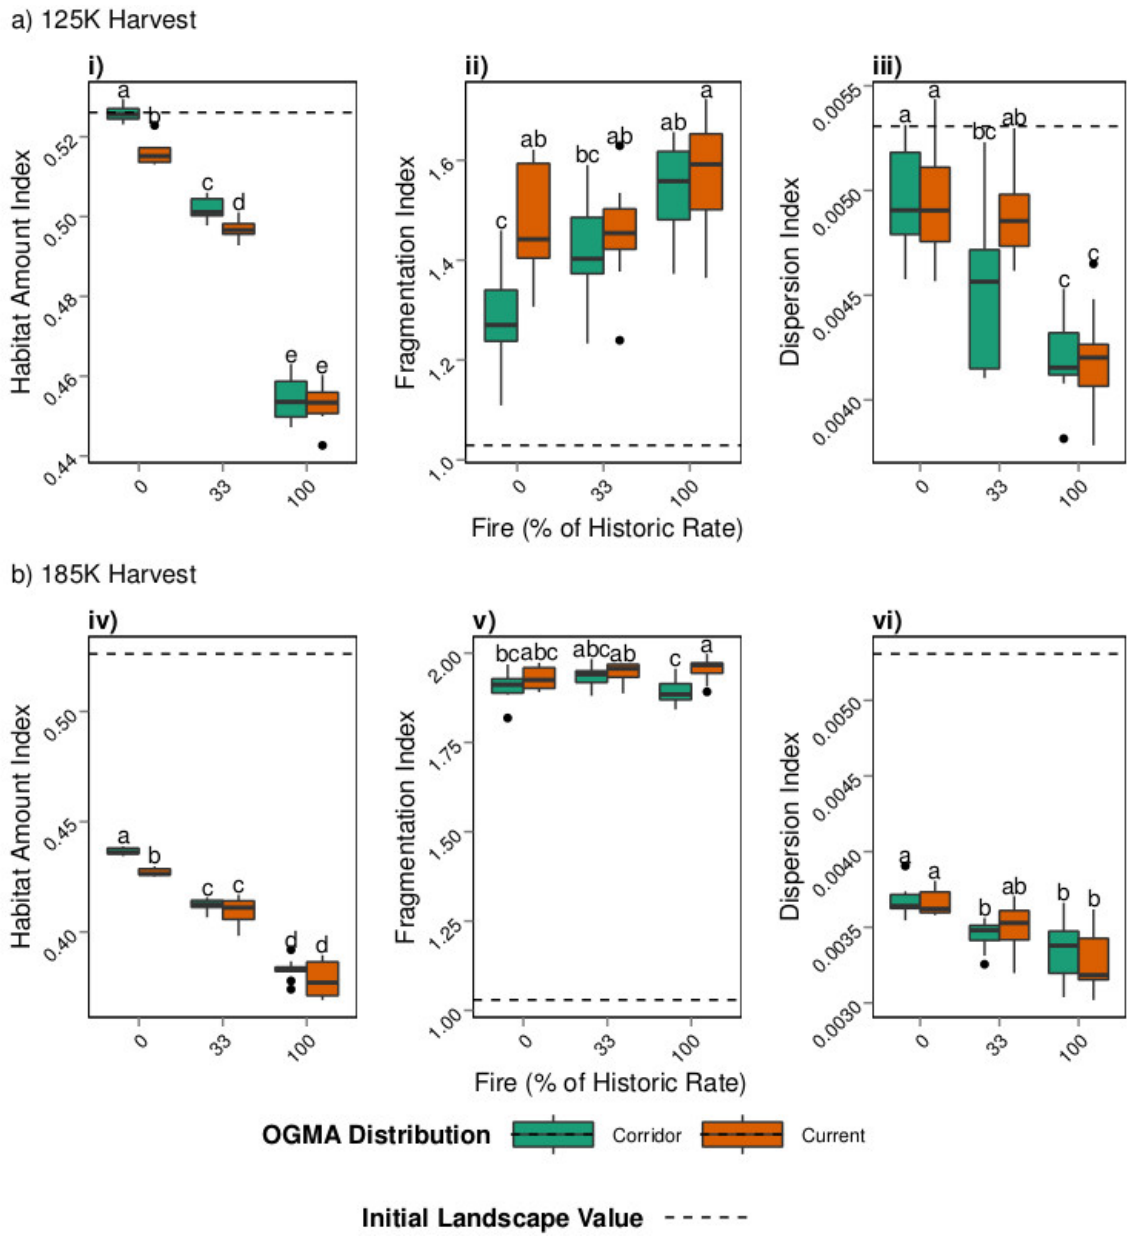 a) 125K Harvest
i)
ii)
iii)
Habitat Amount Index
0.52
0.50
0.48
0.46
0.44
a
b
c
d
e
e
0
33
100
Fragmentation Index
1.6
1.4
1.2
1.0
c
ab
bc
ab
ab
a
0
33
100
Fire (% of Historic Rate)
Dispersion Index
0.0055
0.0050
0.0045
0.0040
a
a
bc
ab
c
c
0
33
100
b) 185K Harvest
iv)
v)
vi)
Habitat Amount Index
0.50
0.45
0.40
a
b
c
c
d
d
0
33
100
Fragmentation Index
2.00
1.75
1.50
1.25
1.00
bc
abc
abc
ab
c
a
0
33
100
Fire (% of Historic Rate)
Dispersion Index
0.0050
0.0045
0.0040
0.0035
0.0030
a
a
b
ab
b
b
0
33
100
OGMA Distribution
Corridor
Current
Initial Landscape Value